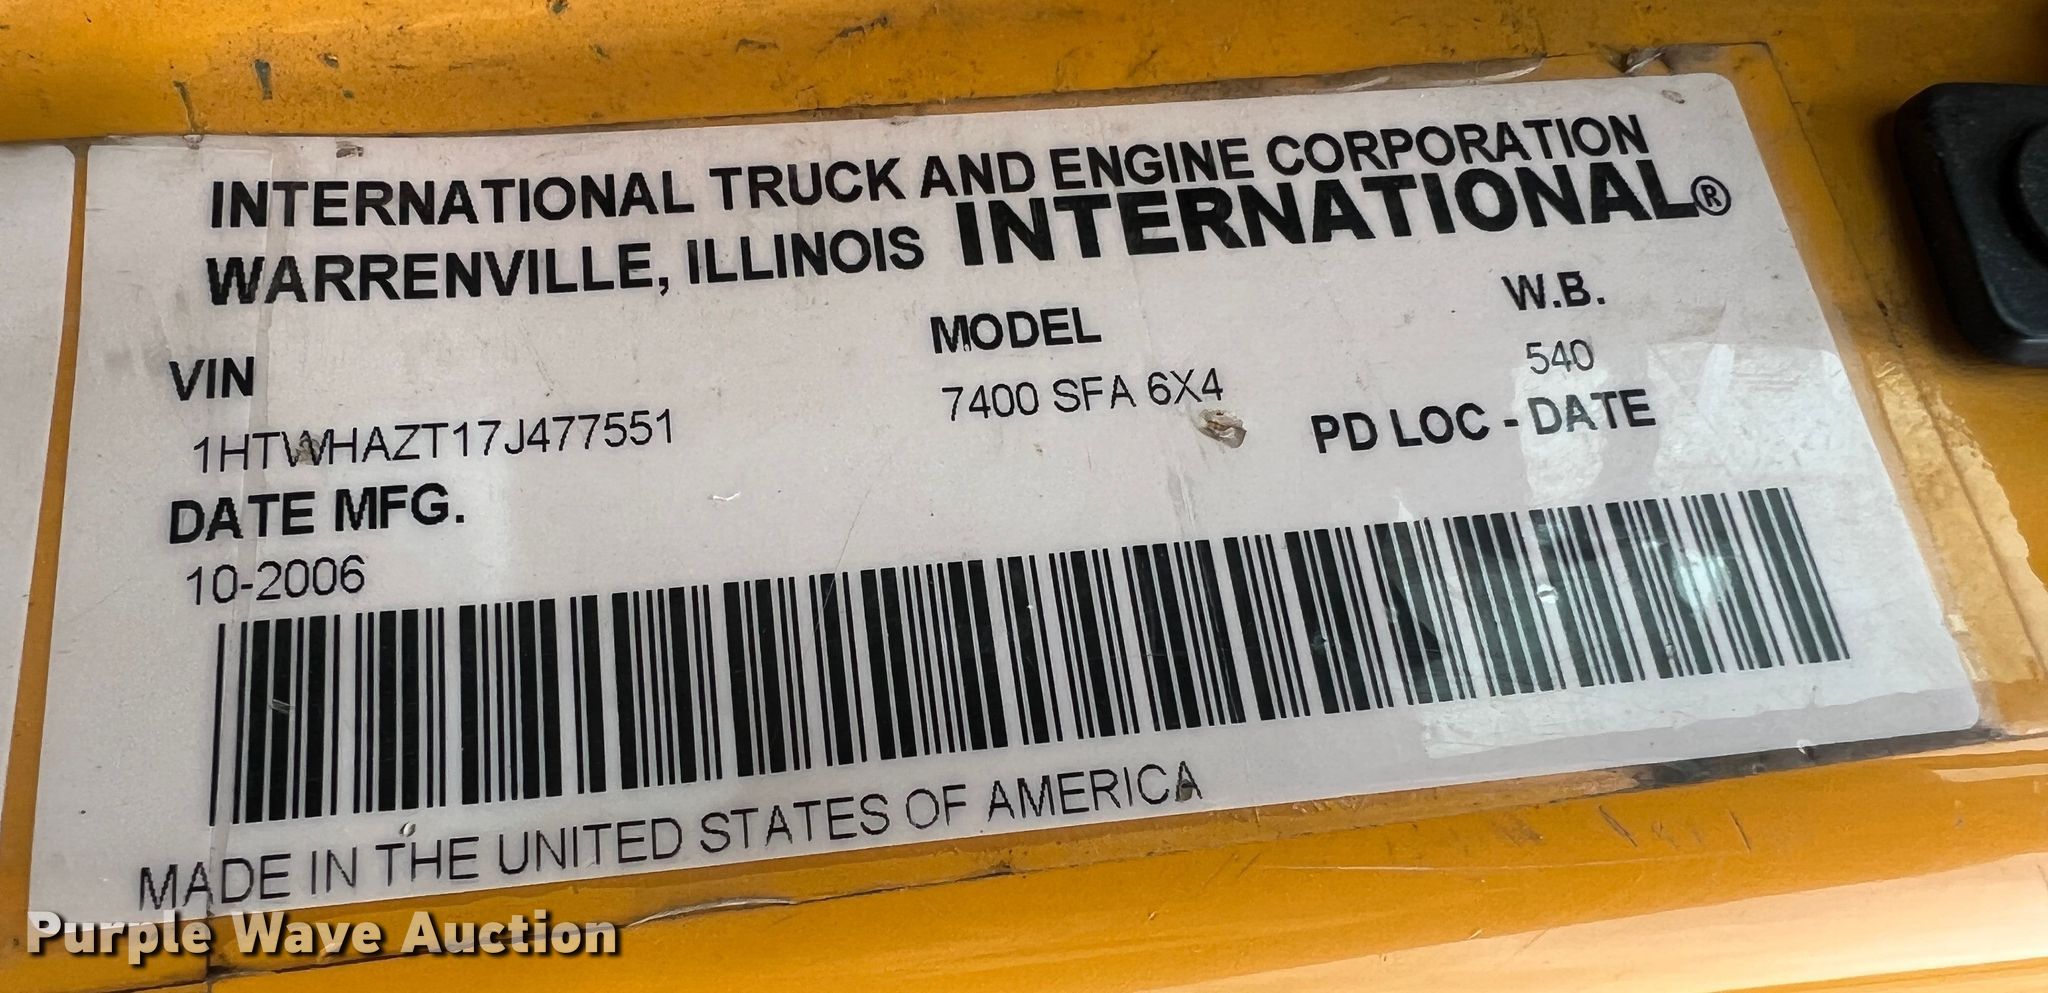 INTERNATIONAL TRUCK AND ENGINE CORPORATION
WARRENVILLE, ILLINOIS INTERNATIONAL®
VIN MODEL W.B.
1HTWHAZT17J477551 7400 SFA 6X4 540
DATE MFG. PD LOC - DATE
10-2006
MADE IN THE UNITED STATES OF AMERICA
Purple Wave Auction